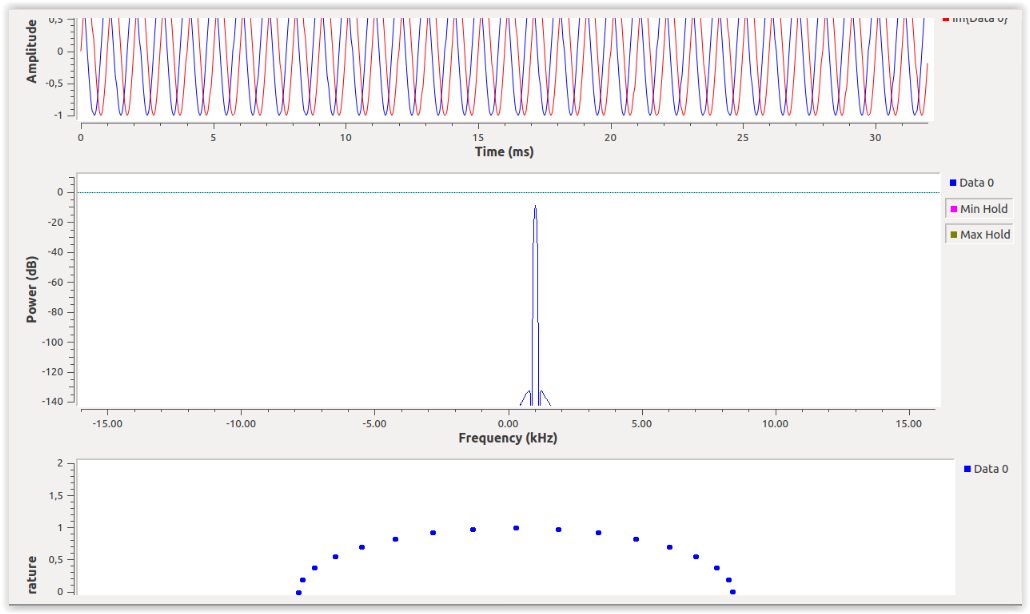 0,5
Amplitude
0
-0,5
-1
Im{Data 0}
0 5 10 15 20 25 30
Time (ms)
0
-20
-40
-60
-80
-100
-120
-140
Power (dB)
Data 0
Min Hold
Max Hold
-15.00 -10.00 -5.00 0.00 5.00 10.00 15.00
Frequency (kHz)
2
1,5
1
0,5
0
rature
Data 0